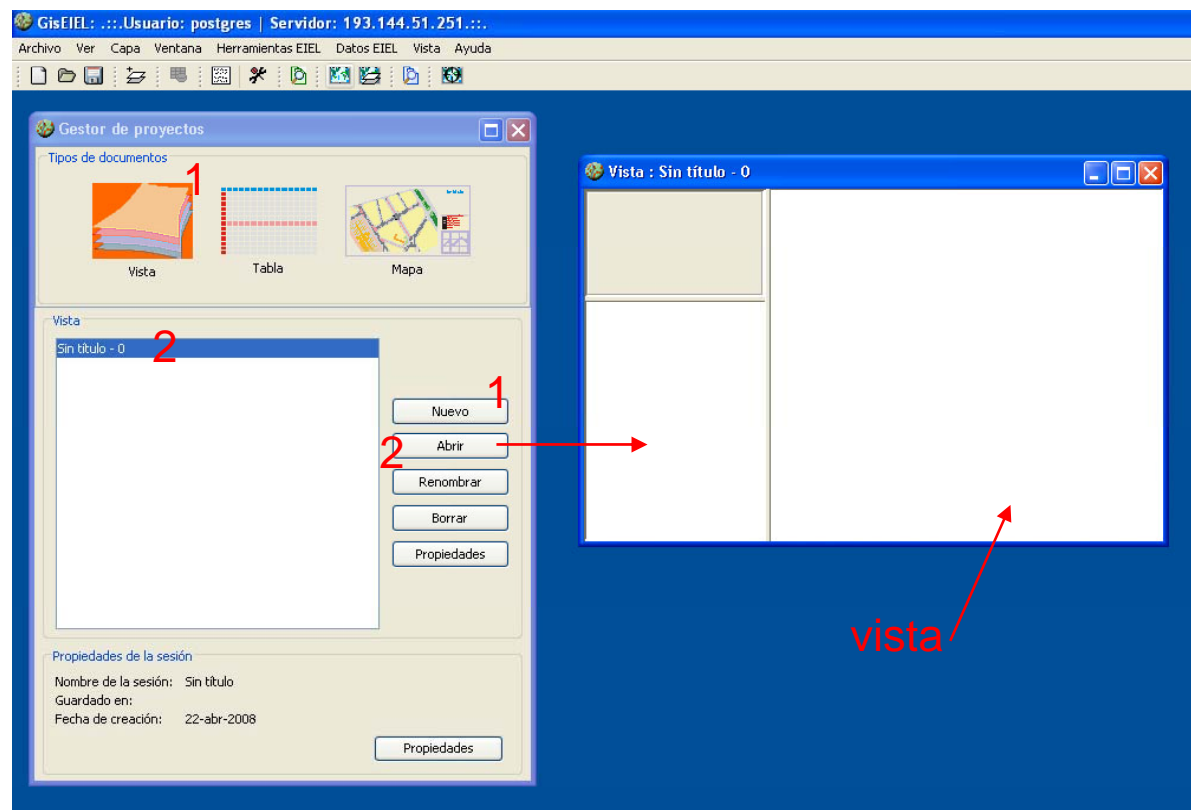 GisEIEL: .::.Usuario: postgres | Servidor: 193.144.51.251.::.
Archivo Ver Capa Ventana Herramientas EIEL Datos EIEL Vista Ayuda
Gestor de proyectos
Tipos de documentos
1
Vista
Tabla
Mapa
Vista
Sin título - 0
2
1
Nuevo
2
Abrir
Renombrar
Borrar
Propiedades
Propiedades de la sesión
Nombre de la sesión: Sin título
Guardado en:
Fecha de creación: 22-abr-2008
Propiedades
Vista : Sin título - 0
vista